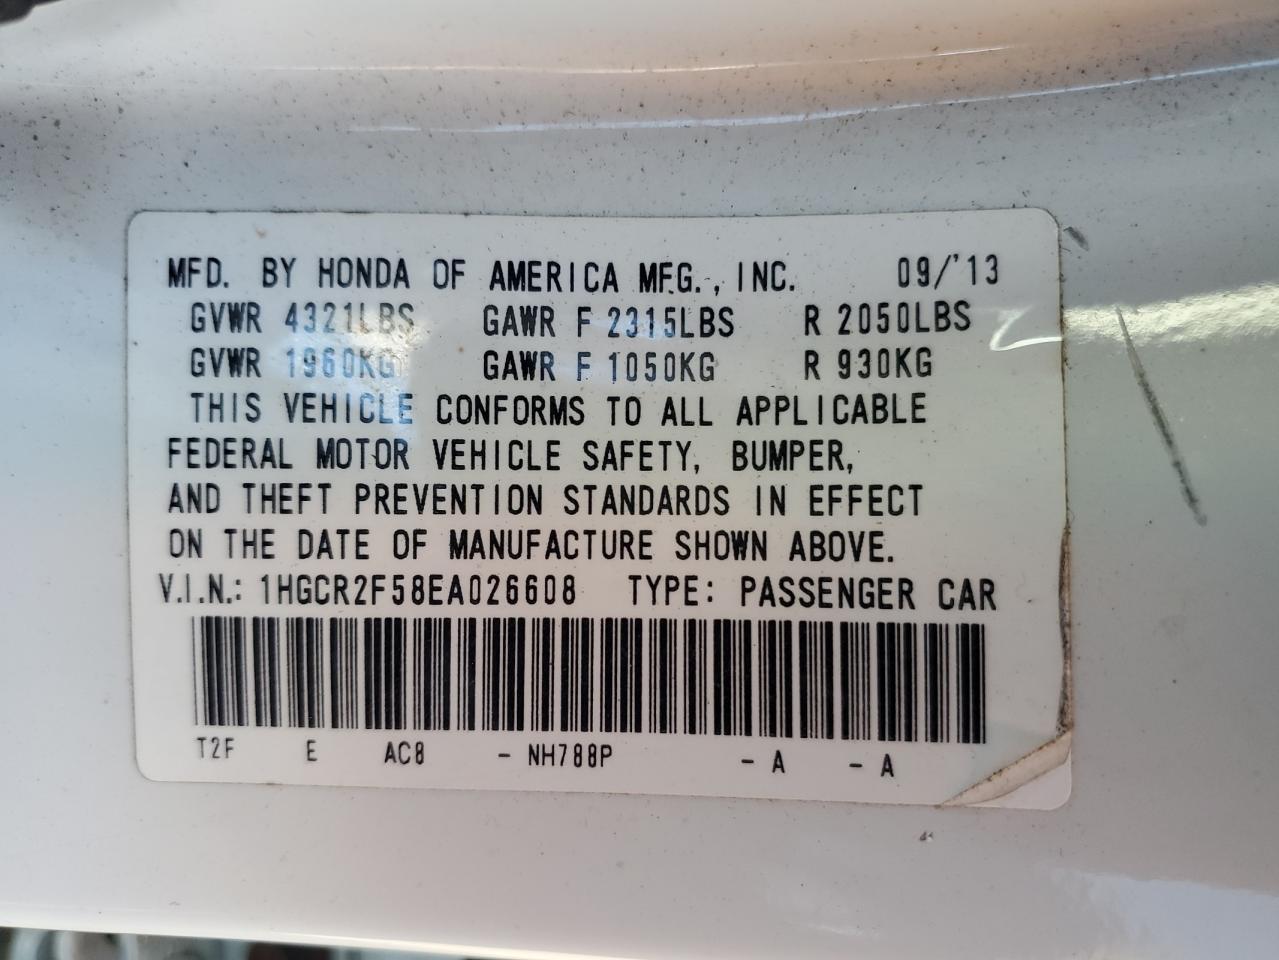 MFD. BY HONDA OF AMERICA MFG., INC. 09/'13
GVWR 4321LBS GAWR F 2315LBS R 2050LBS
GVWR 1960KG GAWR F 1050KG R 930KG
THIS VEHICLE CONFORMS TO ALL APPLICABLE
FEDERAL MOTOR VEHICLE SAFETY, BUMPER,
AND THEFT PREVENTION STANDARDS IN EFFECT
ON THE DATE OF MANUFACTURE SHOWN ABOVE.
V.I.N.: 1HGCR2F58EA026608 TYPE: PASSENGER CAR
T2F E AC8 - NH788P - A - A